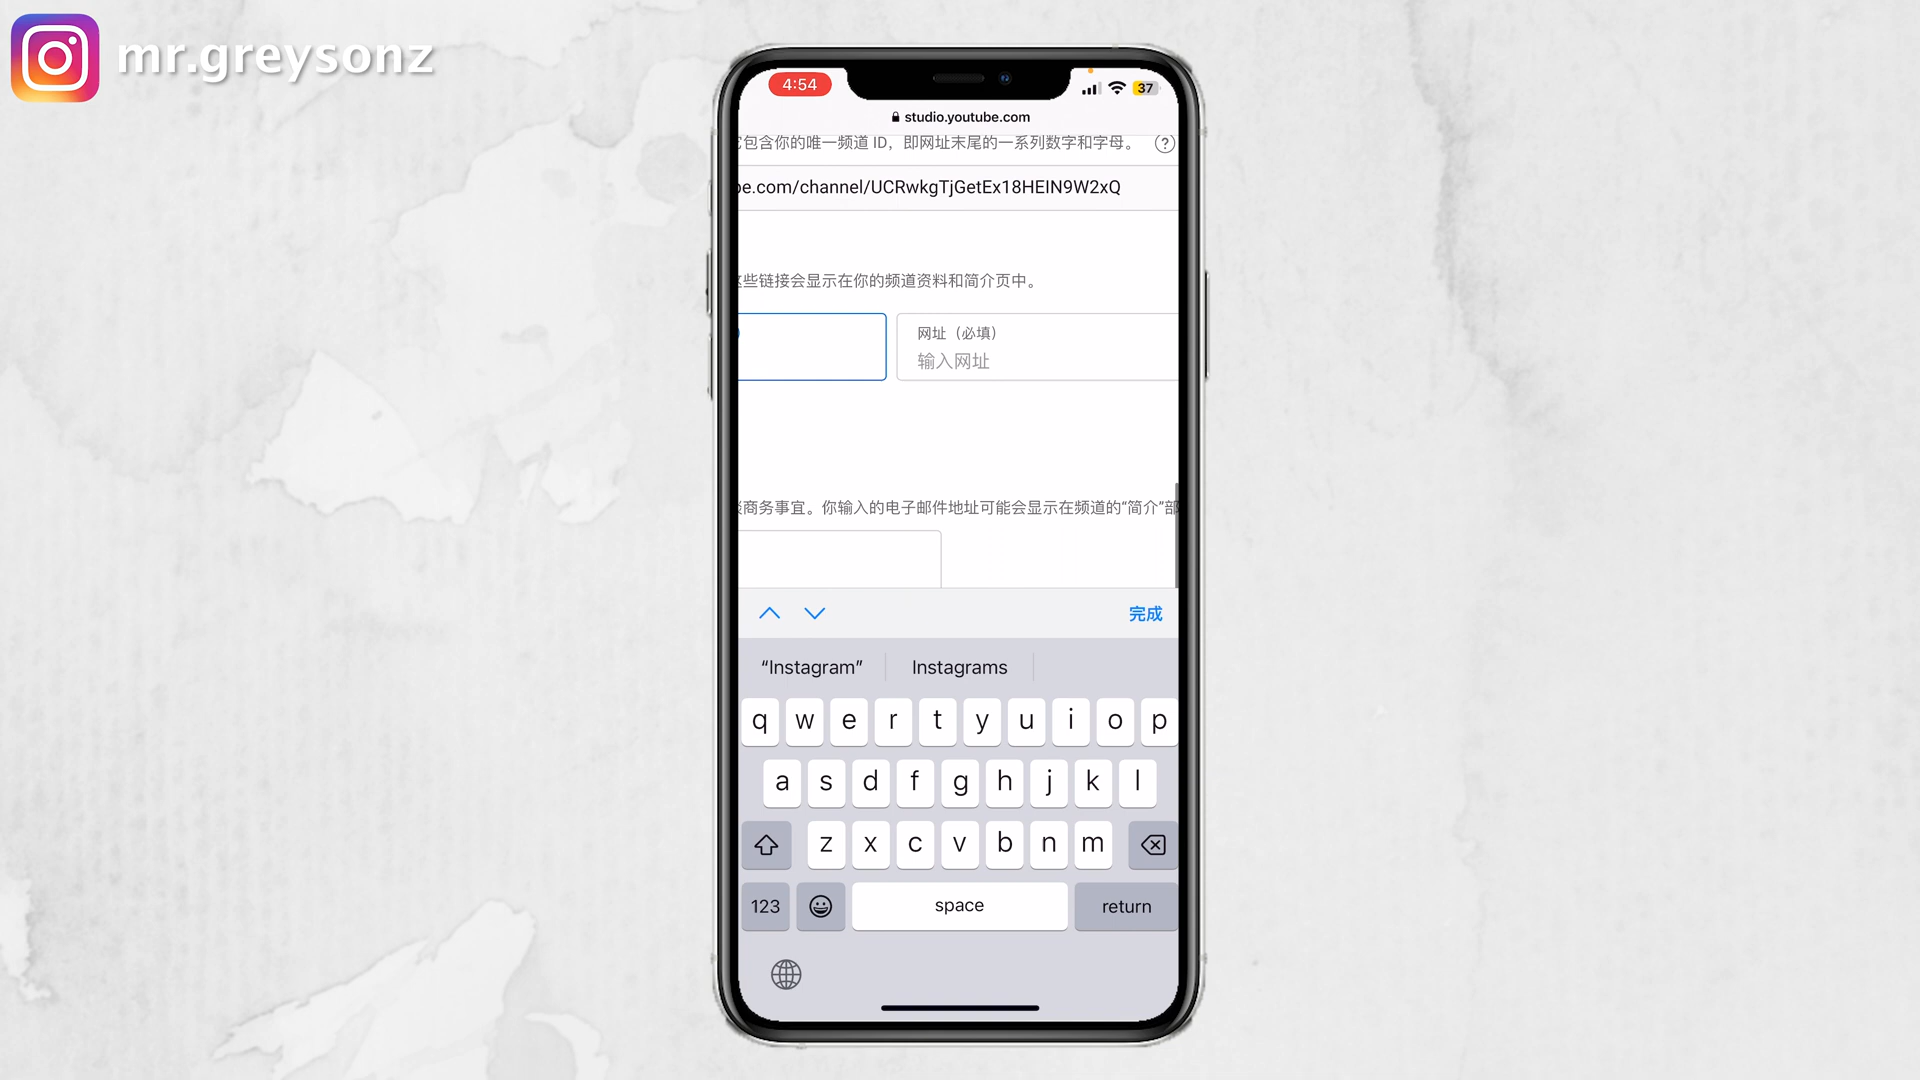 mr.greysonz
4:54
37
studio.youtube.com
包含你的唯一频道 ID，即网址末尾的一系列数字和字母。 ?
be.com/channel/UCRwkgTjGetEx18HEIN9W2xQ
这些链接会显示在你的频道资料和简介页中。
网址（必填）
输入网址
商务事宜。你输入的电子邮件地址可能会显示在频道的“简介”部
完成
“Instagram” Instagrams
q w e r t y u i o p
a s d f g h j k l
z x c v b n m
123 space return